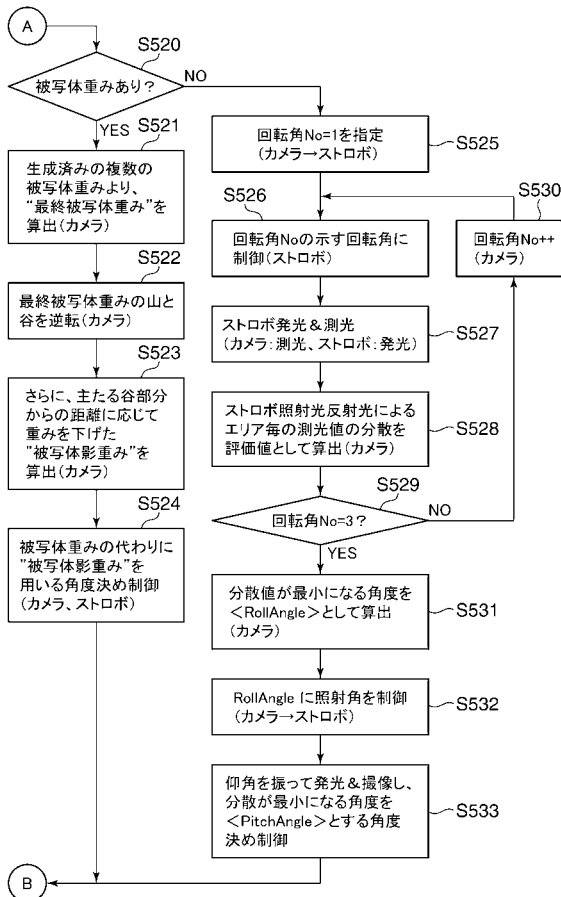 A
S520
被写体重みあり?
NO
YES
S521
生成済みの複数の
被写体重みより、
“最終被写体重み”を
算出(カメラ)
S522
最終被写体重みの山と
谷を逆転(カメラ)
S523
さらに、主たる谷部分
からの距離に応じて
重みを下げた
”被写体影重み”を
算出(カメラ)
S524
被写体重みの代わりに
”被写体影重み”を
用いる角度決め制御
(カメラ、ストロボ)
回転角No=1を指定
(カメラ→ストロボ)
S525
S526
回転角Noの示す回転角に
制御(ストロボ)
S530
回転角No++
(カメラ)
ストロボ発光&測光
(カメラ:測光、ストロボ:発光)
S527
ストロボ照射光反射光による
エリア毎の測光値の分散を
評価値として算出(カメラ)
S528
S529
回転角No=3?
NO
YES
分散値が最小になる角度を
<RollAngle>として算出
(カメラ)
S531
RollAngle に照射角を制御
(カメラ→ストロボ)
S532
仰角を振って発光&撮像し、
分散が最小になる角度を
<PitchAngle>とする角度
決め制御
S533
B